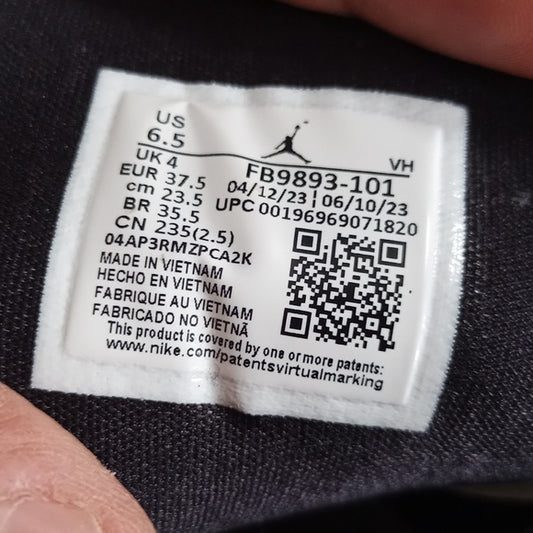 US
6.5
VH
UK 4
FB9893-101
EUR 37.5
04/12/23 | 06/10/23
cm 23.5
UPC 00196969071820
BR 35.5
CN 235(2.5)
04AP3RMZPCA2K
MADE IN VIETNAM
HECHO EN VIETNAM
FABRIQUE AU VIETNAM
FABRICADO NO VIETNÃ
This product is covered by one or more patents:
www.nike.com/patentsvirtualmarking